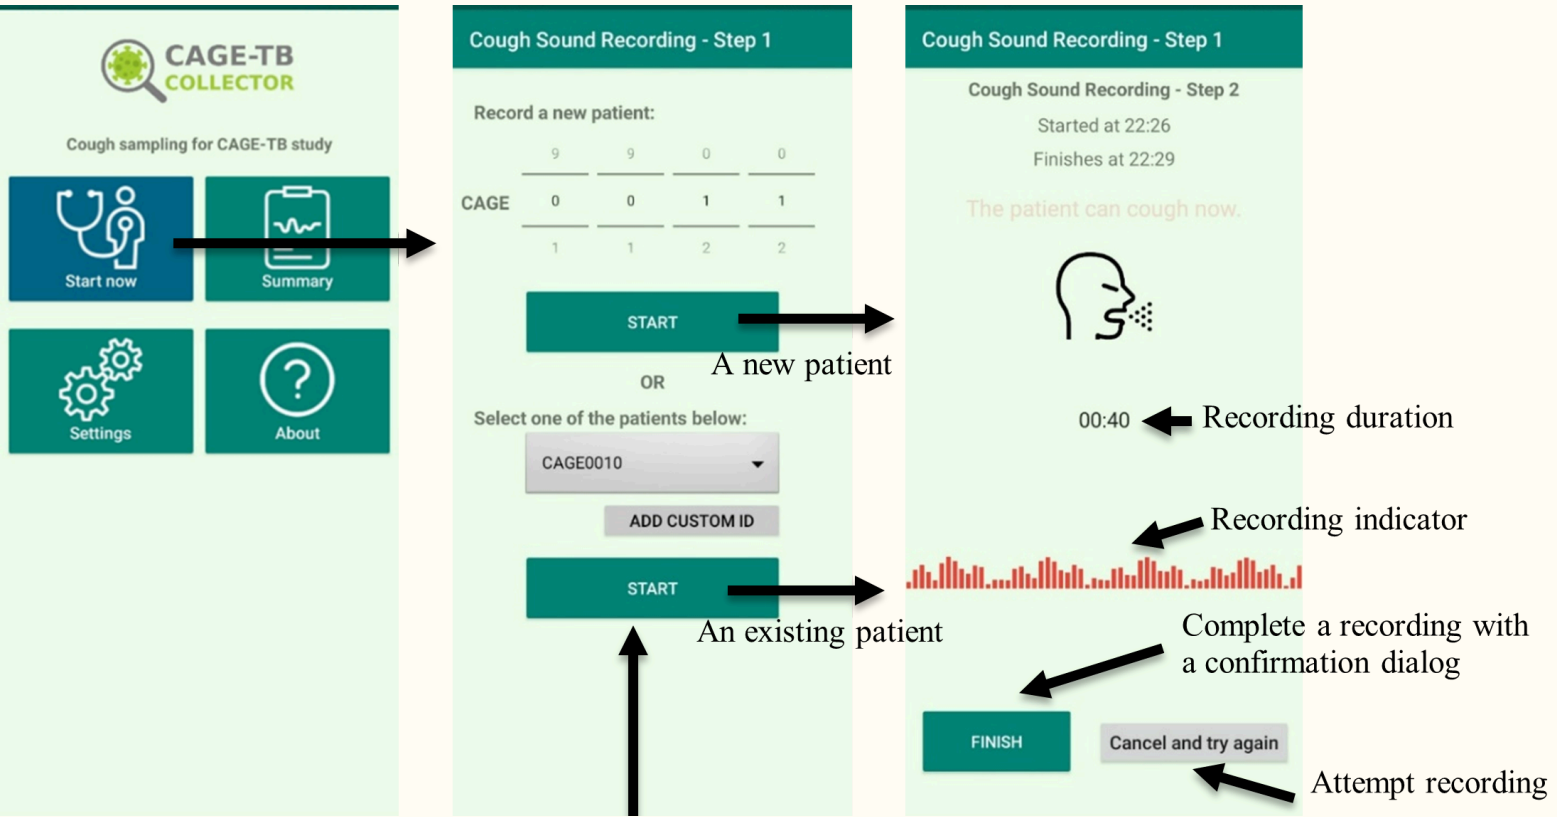 CAGE-TB
COLLECTOR
Cough sampling for CAGE-TB study
Start now
Summary
Settings
About
Cough Sound Recording - Step 1
Record a new patient:
9 9 0 0
CAGE 0 0 1 1
1 1 2 2
START
A new patient
OR
Select one of the patients below:
CAGE0010
ADD CUSTOM ID
START
An existing patient
Cough Sound Recording - Step 1
Cough Sound Recording - Step 2
Started at 22:26
Finishes at 22:29
The patient can cough now.
00:40
Recording duration
Recording indicator
Complete a recording with
a confirmation dialog
FINISH
Cancel and try again
Attempt recording